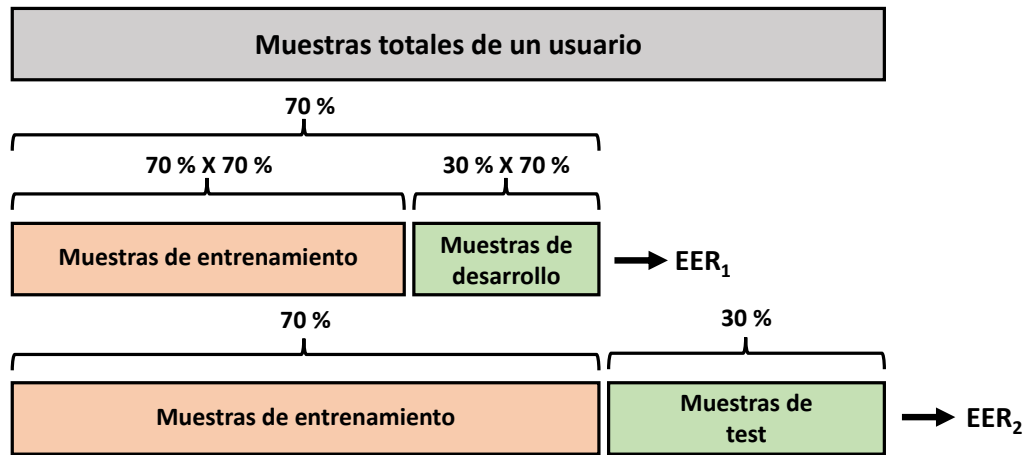 Muestras totales de un usuario
70 %
70 % X 70 %
30 % X 70 %
Muestras de entrenamiento
Muestras de
desarrollo
EER₁
70 %
30 %
Muestras de entrenamiento
Muestras de
test
EER₂